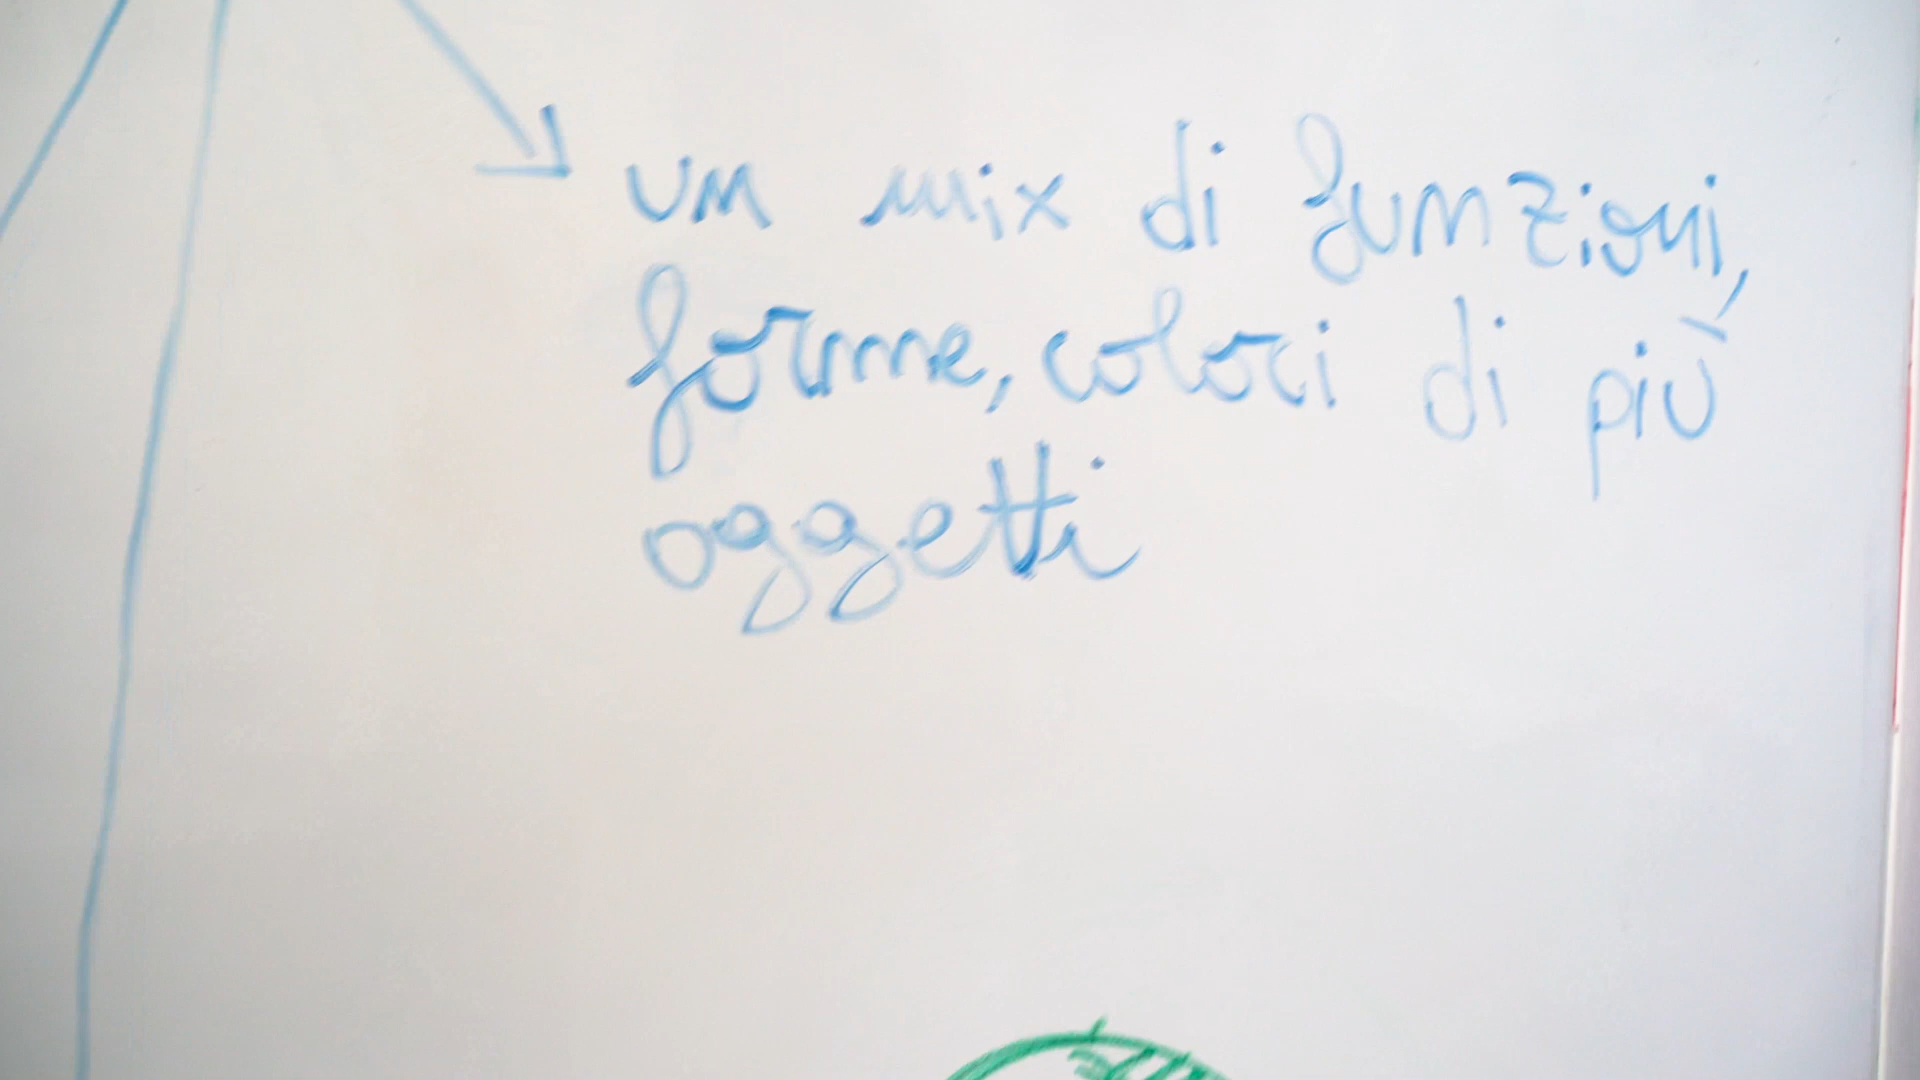 un mix di funzioni,
forme, colori di più
oggetti